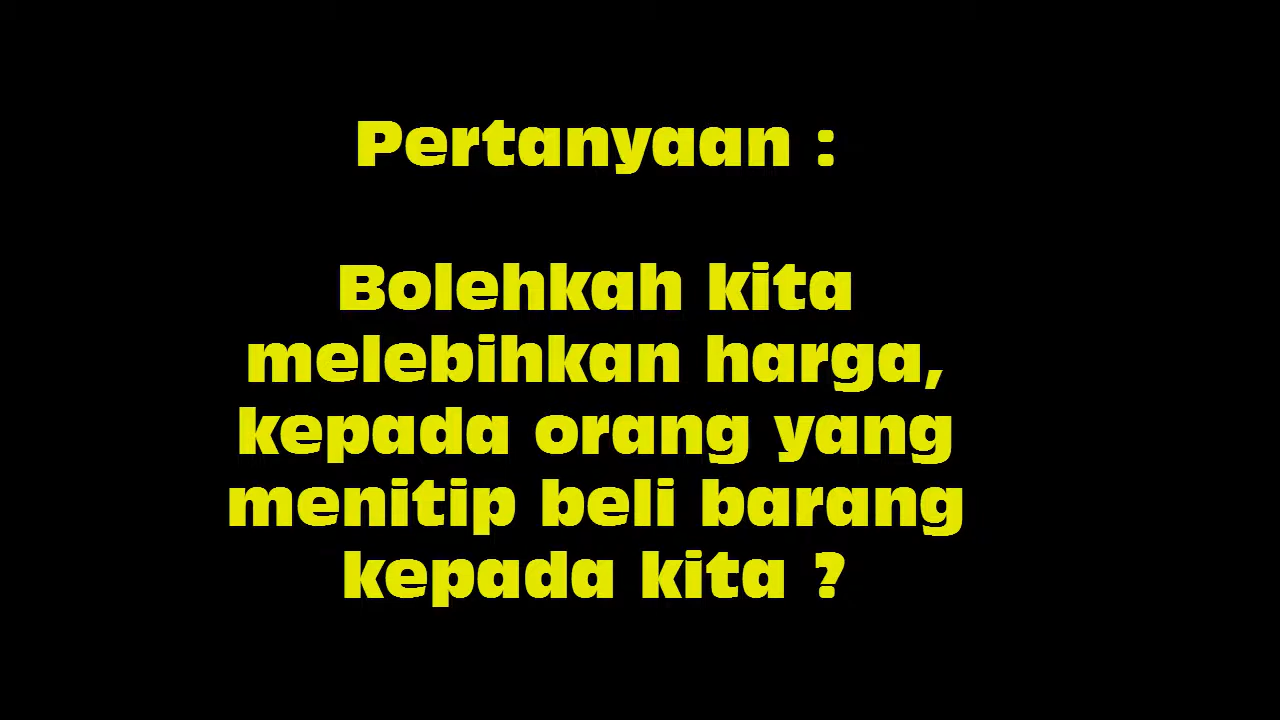 Pertanyaan :
Bolehkah kita
melebihkan harga,
kepada orang yang
menitip beli barang
kepada kita ?